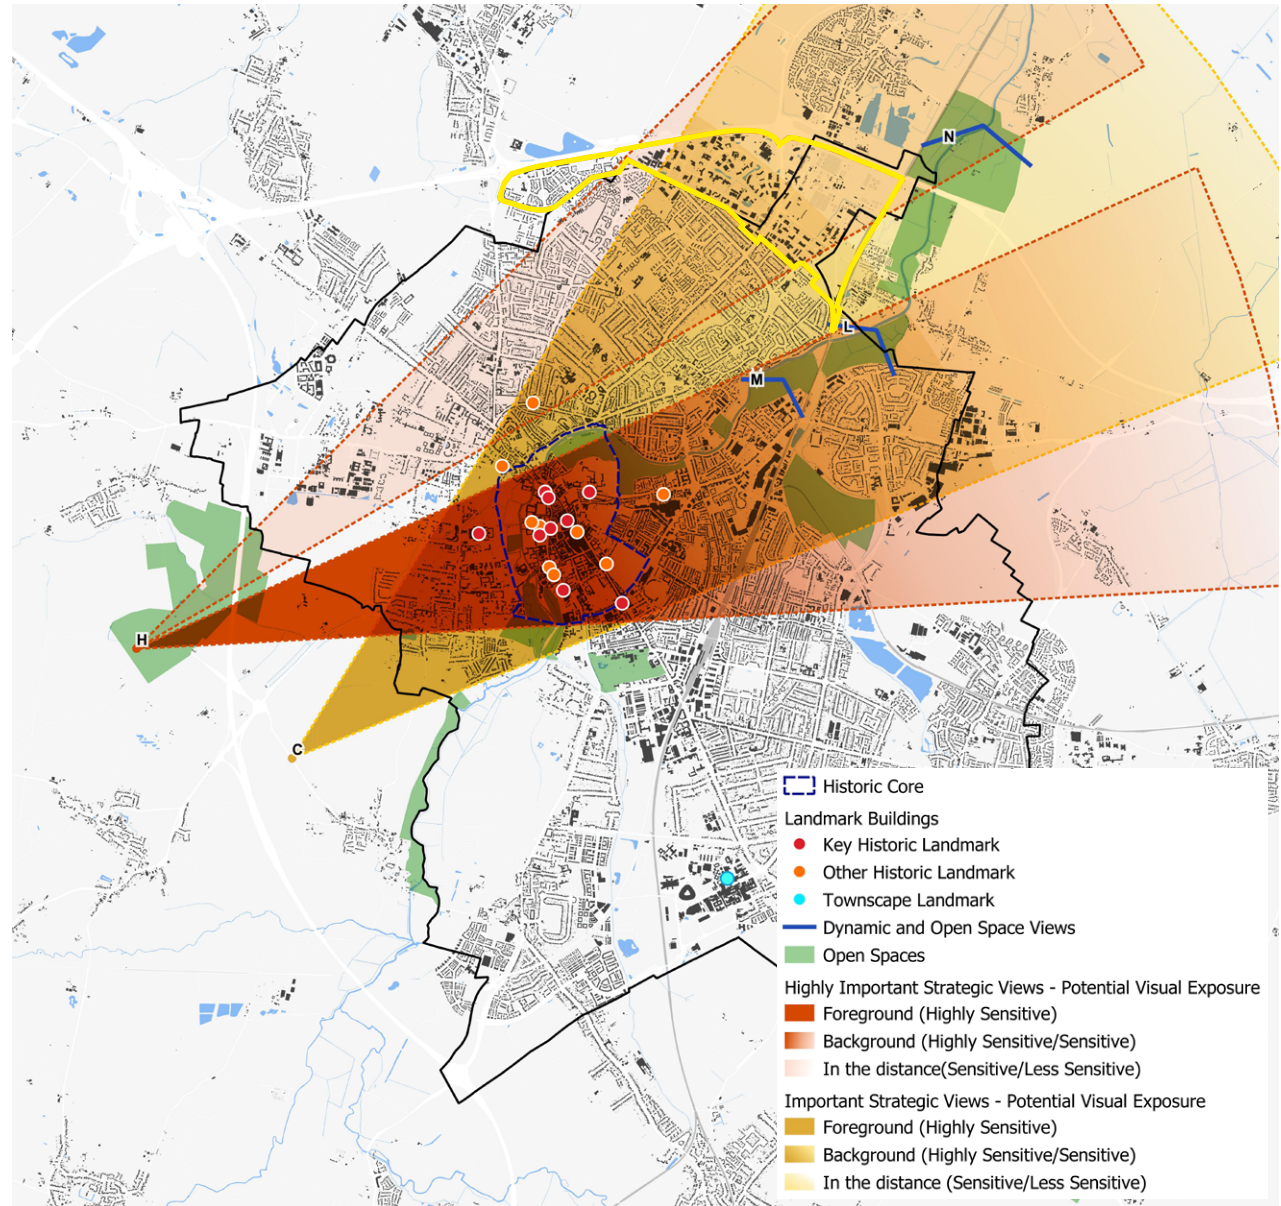 N
L
M
H
C
Historic Core
Landmark Buildings
Key Historic Landmark
Other Historic Landmark
Townscape Landmark
Dynamic and Open Space Views
Open Spaces
Highly Important Strategic Views - Potential Visual Exposure
Foreground (Highly Sensitive)
Background (Highly Sensitive/Sensitive)
In the distance(Sensitive/Less Sensitive)
Important Strategic Views - Potential Visual Exposure
Foreground (Highly Sensitive)
Background (Highly Sensitive/Sensitive)
In the distance (Sensitive/Less Sensitive)